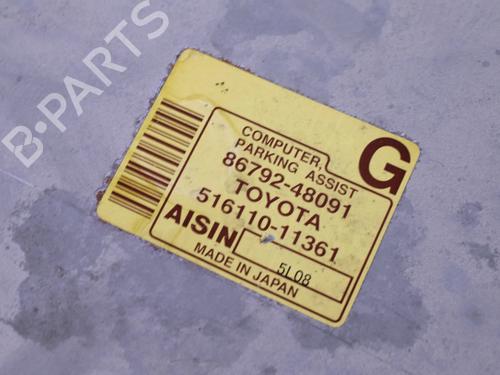 B-PARTS
COMPUTER,
PARKING ASSIST
G
86792-48091
TOYOTA
516110-11361
AISIN
5L08
MADE IN JAPAN